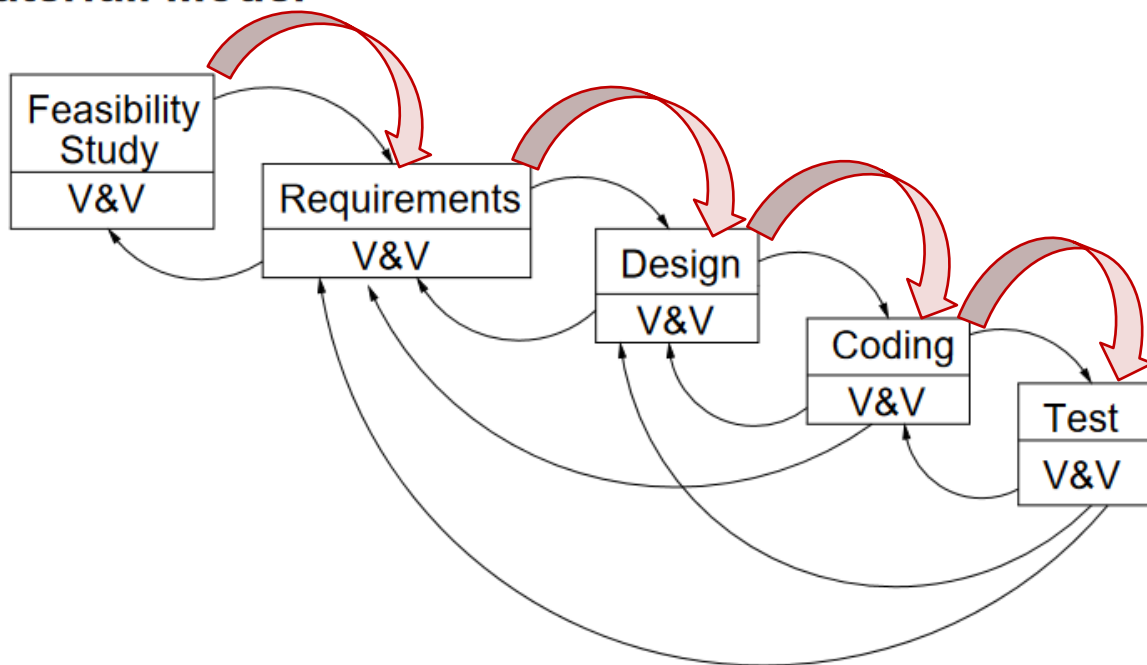 Feasibility
Study
V&V
Requirements
V&V
Design
V&V
Coding
V&V
Test
V&V